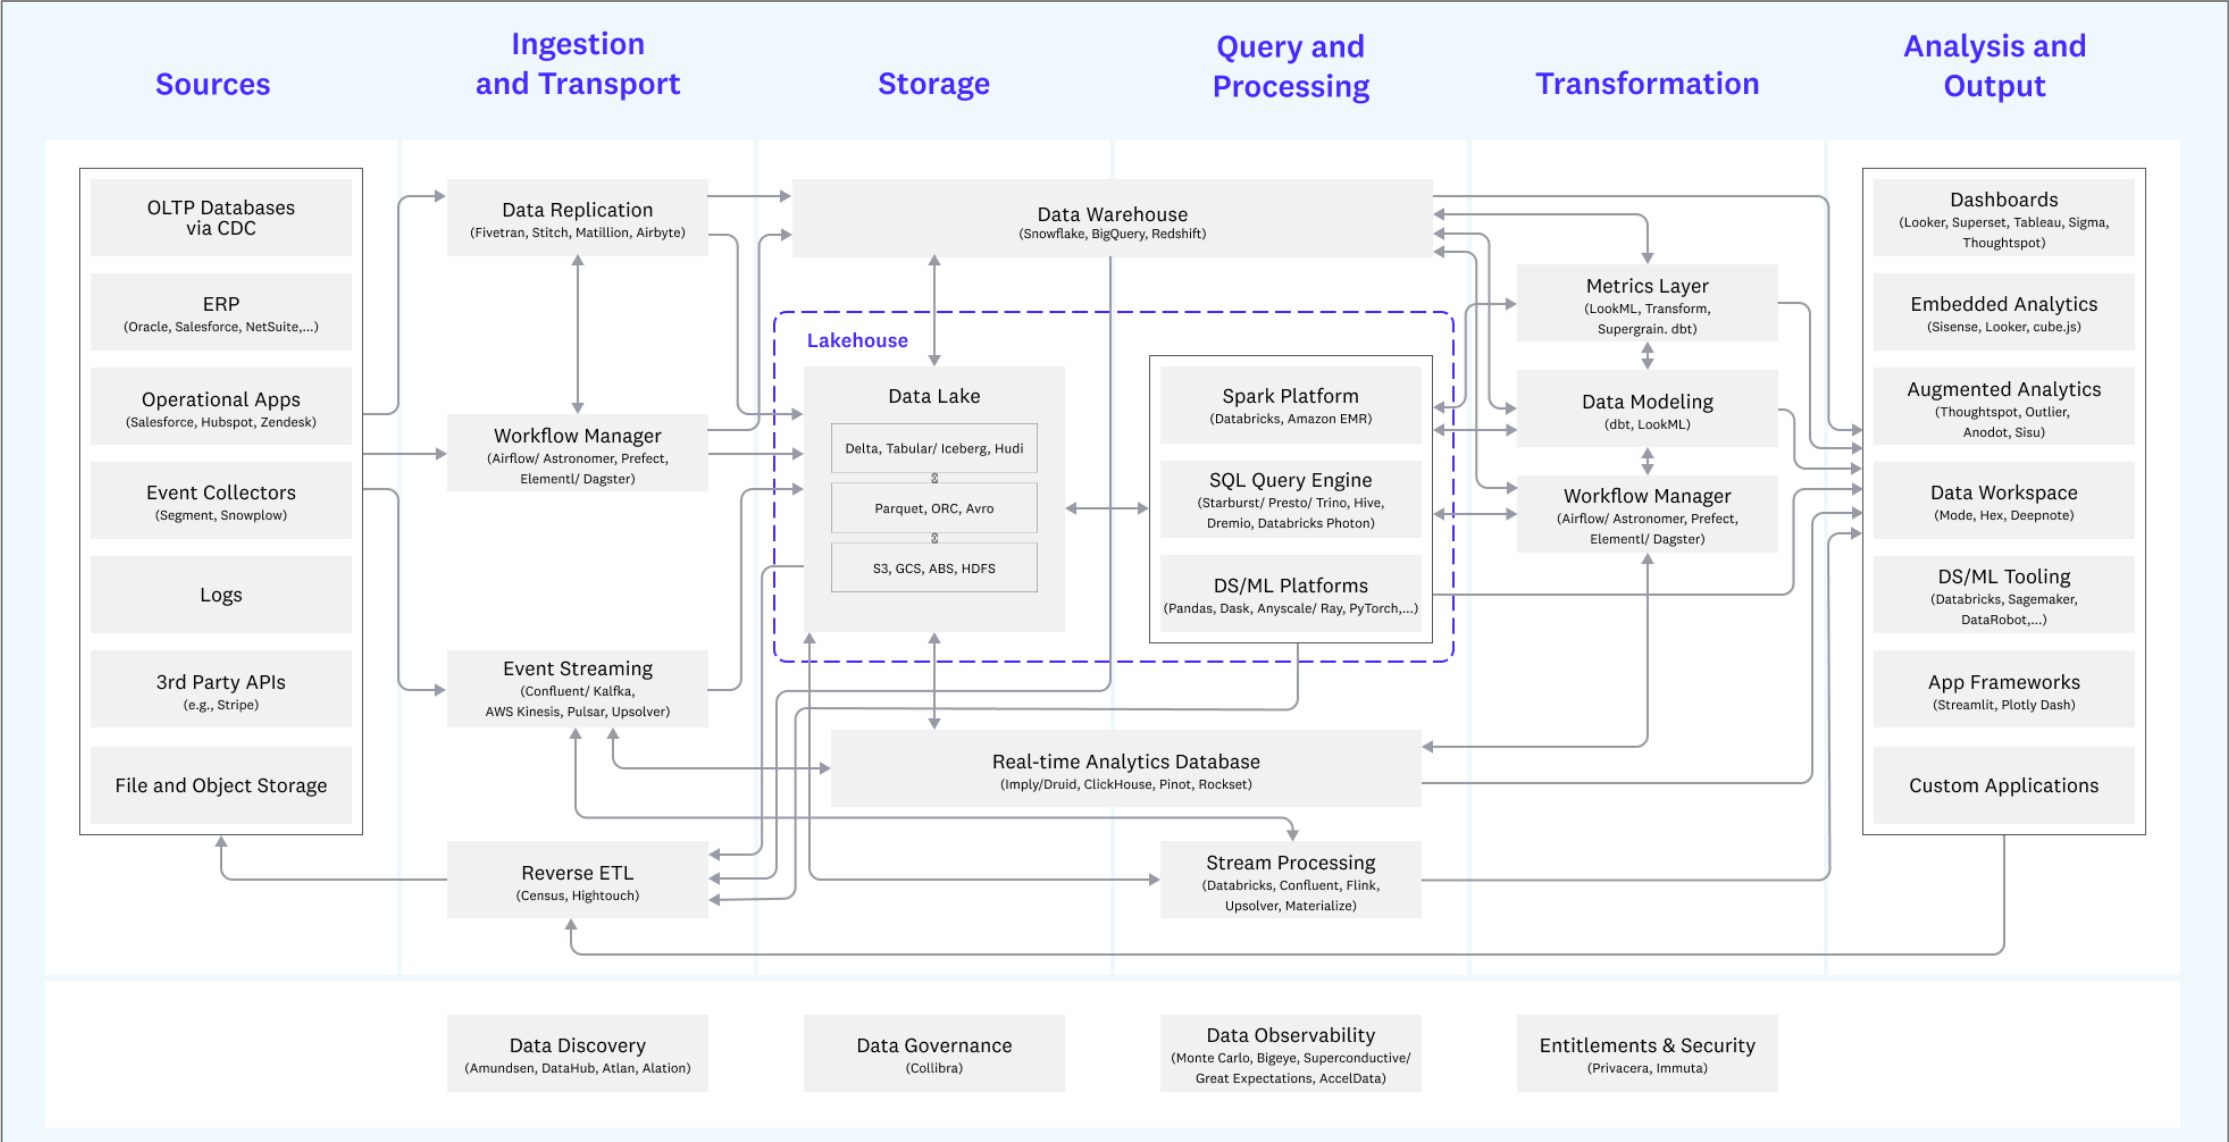 Sources
Ingestion
and Transport
Storage
Query and
Processing
Transformation
Analysis and
Output
OLTP Databases
via CDC
ERP
(Oracle, Salesforce, NetSuite,...)
Operational Apps
(Salesforce, Hubspot, Zendesk)
Event Collectors
(Segment, Snowplow)
Logs
3rd Party APIs
(e.g., Stripe)
File and Object Storage
Data Replication
(Fivetran, Stitch, Matillion, Airbyte)
Workflow Manager
(Airflow/ Astronomer, Prefect,
Elementl/ Dagster)
Event Streaming
(Confluent/ Kalfka,
AWS Kinesis, Pulsar, Upsolver)
Reverse ETL
(Census, Hightouch)
Data Warehouse
(Snowflake, BigQuery, Redshift)
Lakehouse
Data Lake
Delta, Tabular/ Iceberg, Hudi
Parquet, ORC, Avro
S3, GCS, ABS, HDFS
Spark Platform
(Databricks, Amazon EMR)
SQL Query Engine
(Starburst/ Presto/ Trino, Hive,
Dremio, Databricks Photon)
DS/ML Platforms
(Pandas, Dask, Anyscale/ Ray, PyTorch,...)
Real-time Analytics Database
(Imply/Druid, ClickHouse, Pinot, Rockset)
Stream Processing
(Databricks, Confluent, Flink,
Upsolver, Materialize)
Metrics Layer
(LookML, Transform,
Supergrain. dbt)
Data Modeling
(dbt, LookML)
Workflow Manager
(Airflow/ Astronomer, Prefect,
Elementl/ Dagster)
Dashboards
(Looker, Superset, Tableau, Sigma,
Thoughtspot)
Embedded Analytics
(Sisense, Looker, cube.js)
Augmented Analytics
(Thoughtspot, Outlier,
Anodot, Sisu)
Data Workspace
(Mode, Hex, Deepnote)
DS/ML Tooling
(Databricks, Sagemaker,
DataRobot,...)
App Frameworks
(Streamlit, Plotly Dash)
Custom Applications
Data Discovery
(Amundsen, DataHub, Atlan, Alation)
Data Governance
(Collibra)
Data Observability
(Monte Carlo, Bigeye, Superconductive/
Great Expectations, AccelData)
Entitlements & Security
(Privacera, Immuta)